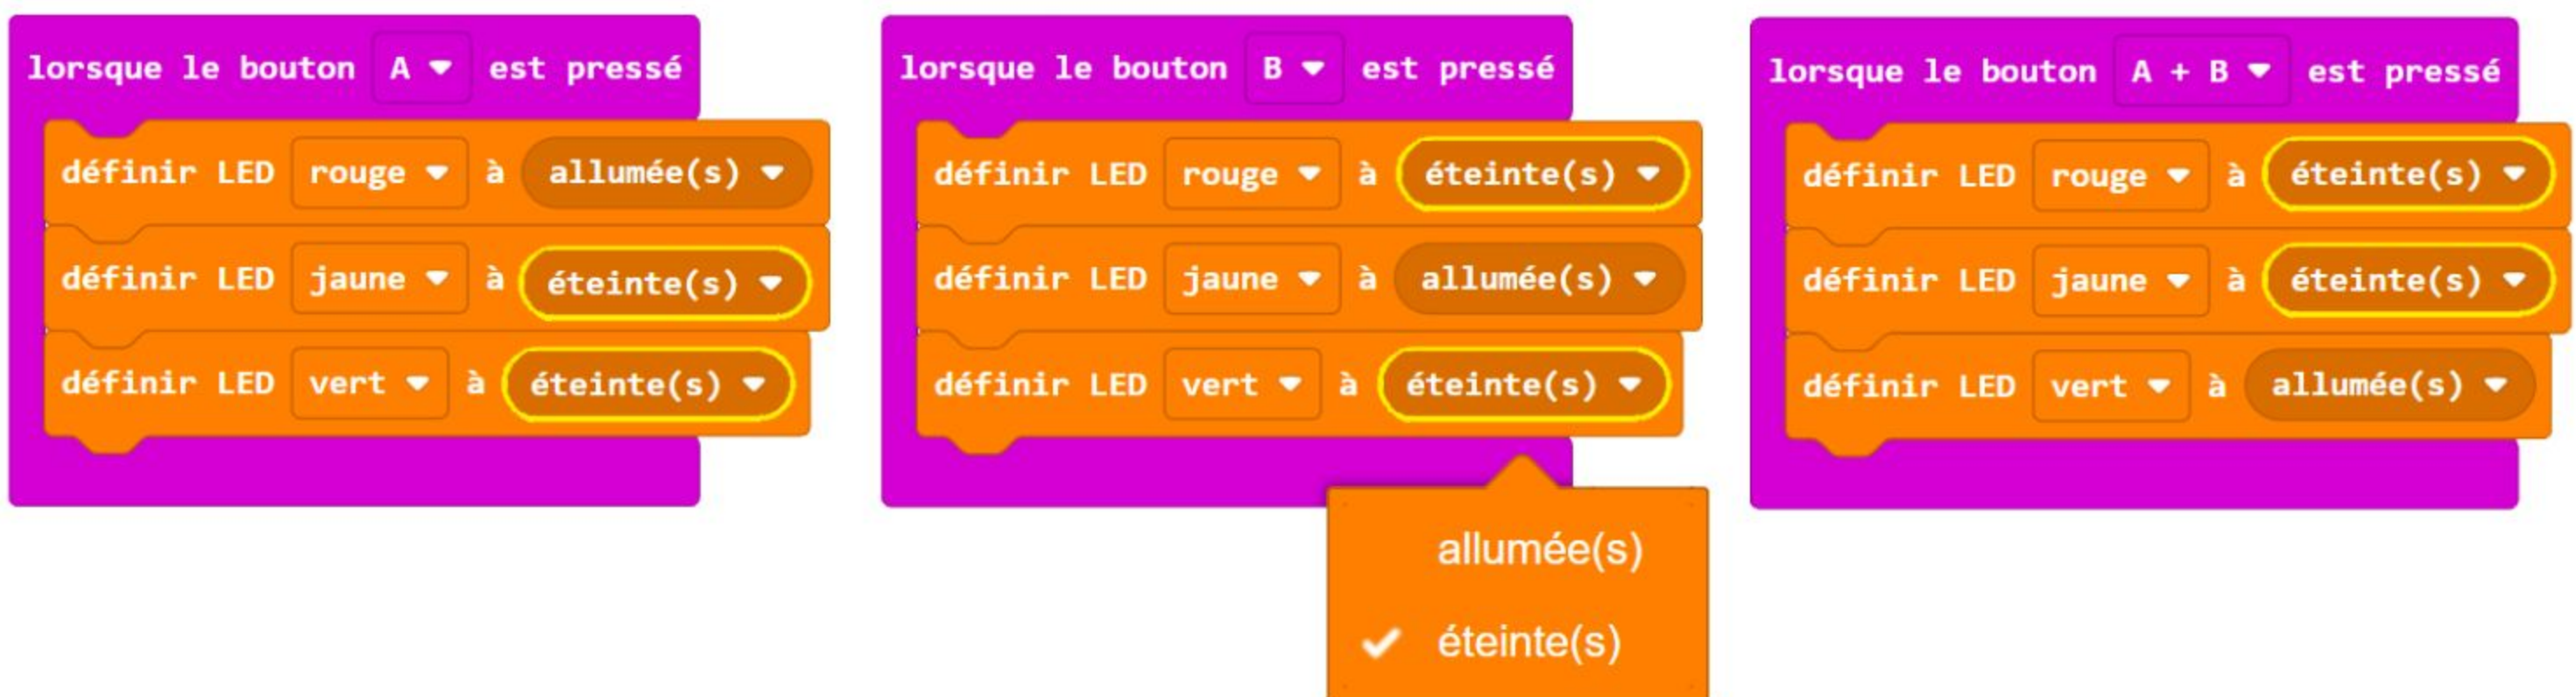 lorsque le bouton A est pressé
définir LED rouge à allumée(s)
définir LED jaune à éteinte(s)
définir LED vert à éteinte(s)
lorsque le bouton B est pressé
définir LED rouge à éteinte(s)
définir LED jaune à allumée(s)
définir LED vert à éteinte(s)
allumée(s)
éteinte(s)
lorsque le bouton A + B est pressé
définir LED rouge à éteinte(s)
définir LED jaune à éteinte(s)
définir LED vert à allumée(s)